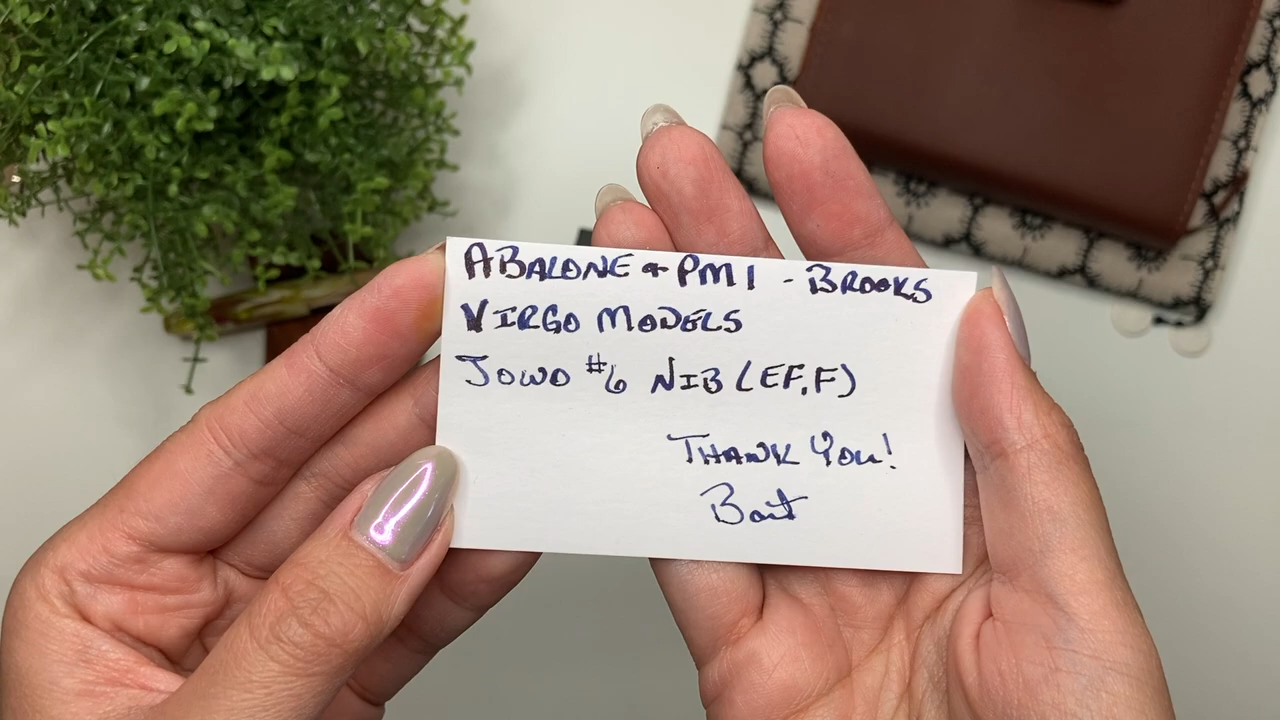 ABALONE + PM1 - BROOKS
VIRGO MODELS
JOWO #6 NIB (EF, F)
THANK YOU!
Bart